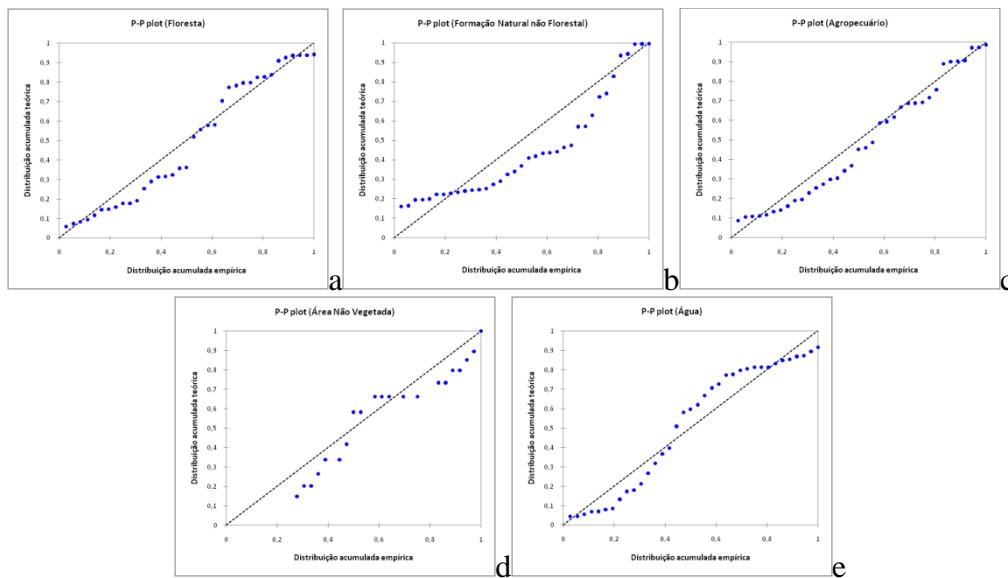 P-P plot (Floresta)
1
0,9
0,8
0,7
0,6
0,5
0,4
0,3
0,2
0,1
0
0 0,2 0,4 0,6 0,8 1
Distribuição acumulada teórica
Distribuição acumulada empírica
a
P-P plot (Formação Natural não Florestal)
1
0,9
0,8
0,7
0,6
0,5
0,4
0,3
0,2
0,1
0
0 0,2 0,4 0,6 0,8 1
Distribuição acumulada teórica
Distribuição acumulada empírica
b
P-P plot (Agropecuário)
1
0,9
0,8
0,7
0,6
0,5
0,4
0,3
0,2
0,1
0
0 0,2 0,4 0,6 0,8 1
Distribuição acumulada teórica
Distribuição acumulada empírica
c
P-P plot (Área Não Vegetada)
1
0,9
0,8
0,7
0,6
0,5
0,4
0,3
0,2
0,1
0
0 0,2 0,4 0,6 0,8 1
Distribuição acumulada teórica
Distribuição acumulada empírica
d
P-P plot (Água)
1
0,9
0,8
0,7
0,6
0,5
0,4
0,3
0,2
0,1
0
0 0,2 0,4 0,6 0,8 1
Distribuição acumulada teórica
Distribuição acumulada empírica
e